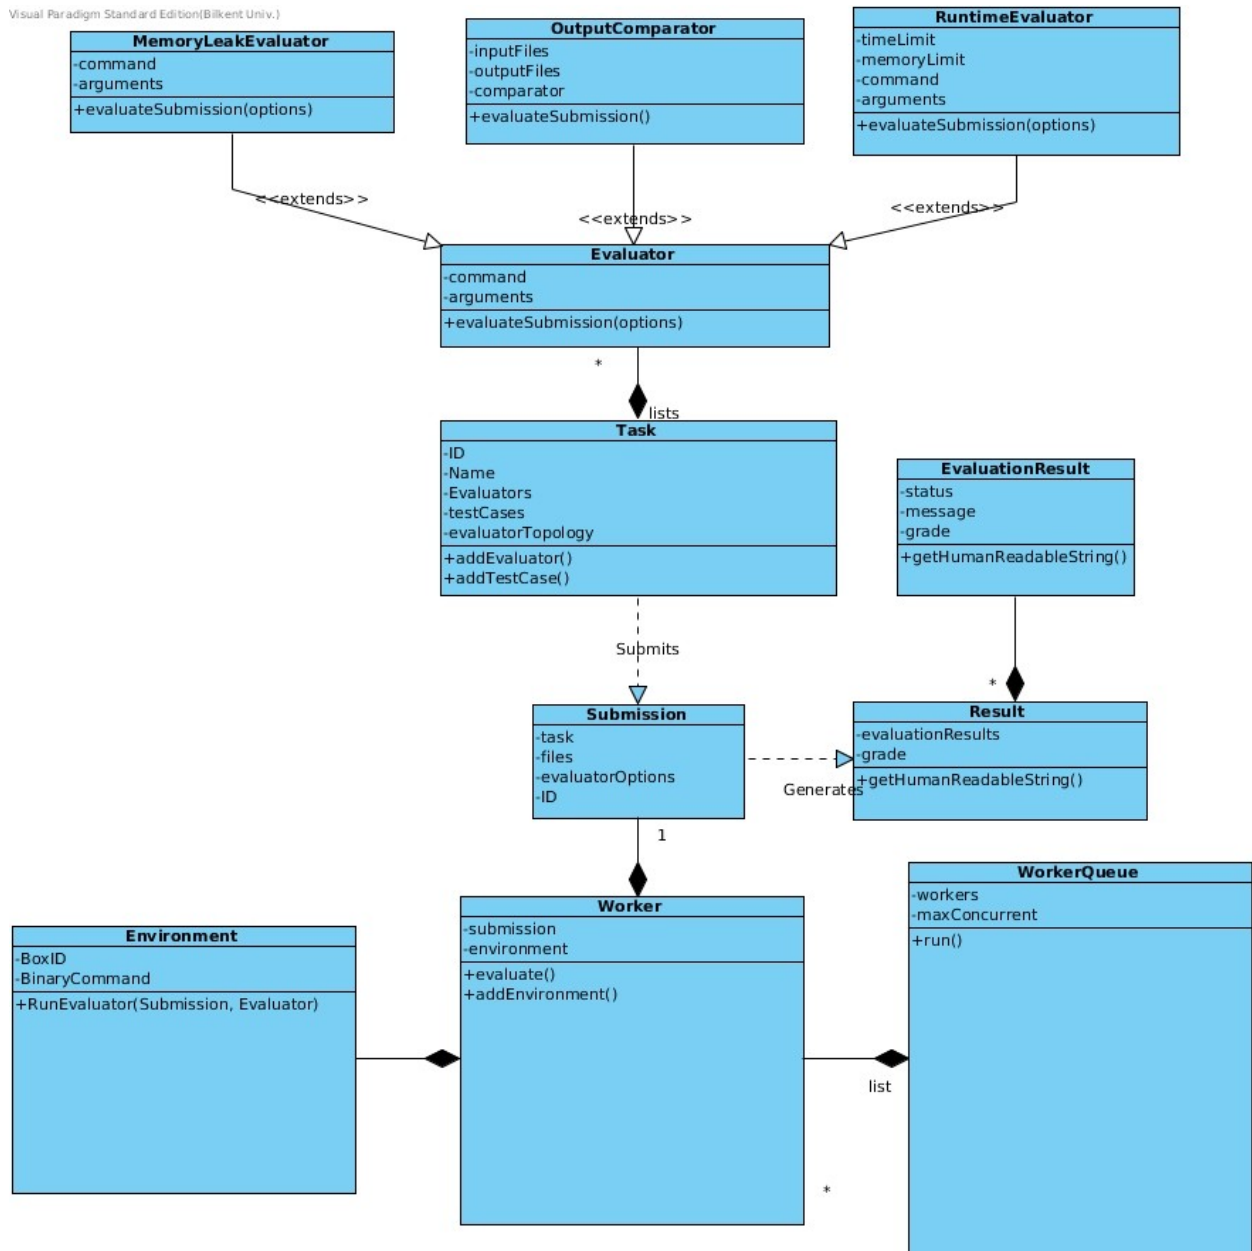 Visual Paradigm Standard Edition(Bilkent Univ.)
MemoryLeakEvaluator
-command
-arguments
+evaluateSubmission(options)
OutputComparator
-inputFiles
-outputFiles
-comparator
+evaluateSubmission()
RuntimeEvaluator
-timeLimit
-memoryLimit
-command
-arguments
+evaluateSubmission(options)
<<extends>>
<<extends>>
<<extends>>
Evaluator
-command
-arguments
+evaluateSubmission(options)
*
lists
Task
-ID
-Name
-Evaluators
-testCases
-evaluatorTopology
+addEvaluator()
+addTestCase()
EvaluationResult
-status
-message
-grade
+getHumanReadableString()
Submits
*
Submission
-task
-files
-evaluatorOptions
-ID
Generates
Result
-evaluationResults
-grade
+getHumanReadableString()
1
Environment
-BoxID
-BinaryCommand
+RunEvaluator(Submission, Evaluator)
Worker
-submission
-environment
+evaluate()
+addEnvironment()
WorkerQueue
-workers
-maxConcurrent
+run()
list
*